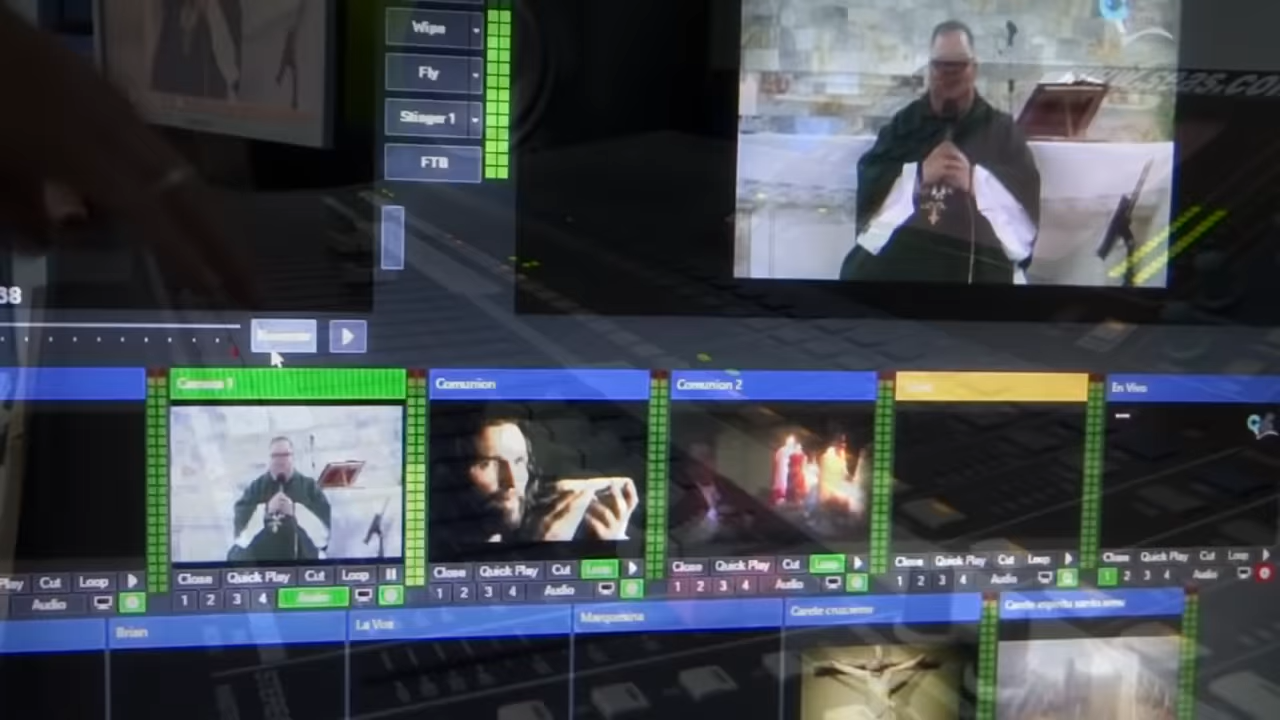 Wipe
Fly
Stinger 1
FTB
38
Camara 1
Comunion
Comunion 2
En Vivo
Play Cut Loop
Close Quick Play Cut Loop
Close Quick Play Cut Loop
Close Quick Play Cut Loop
Close Quick Play Cut Loop
Close Quick Play Cut Loop
Audio
1 2 3 4 Audio
1 2 3 4 Audio
1 2 3 4 Audio
1 2 3 4 Audio
1 2 3 4 Audio
Brian
La Voz